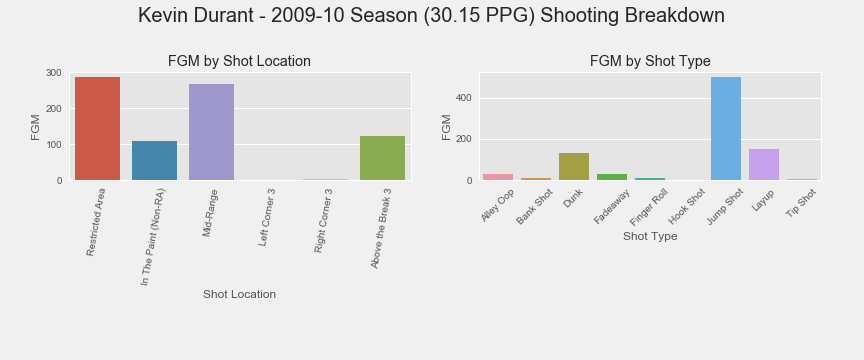 Kevin Durant - 2009-10 Season (30.15 PPG) Shooting Breakdown
FGM by Shot Location
300
200
100
0
FGM
Restricted Area
In The Paint (Non-RA)
Mid-Range
Left Corner 3
Right Corner 3
Above the Break 3
Shot Location
FGM by Shot Type
400
200
0
FGM
Alley Oop
Bank Shot
Dunk
Fadeaway
Finger Roll
Hook Shot
Jump Shot
Layup
Tip Shot
Shot Type